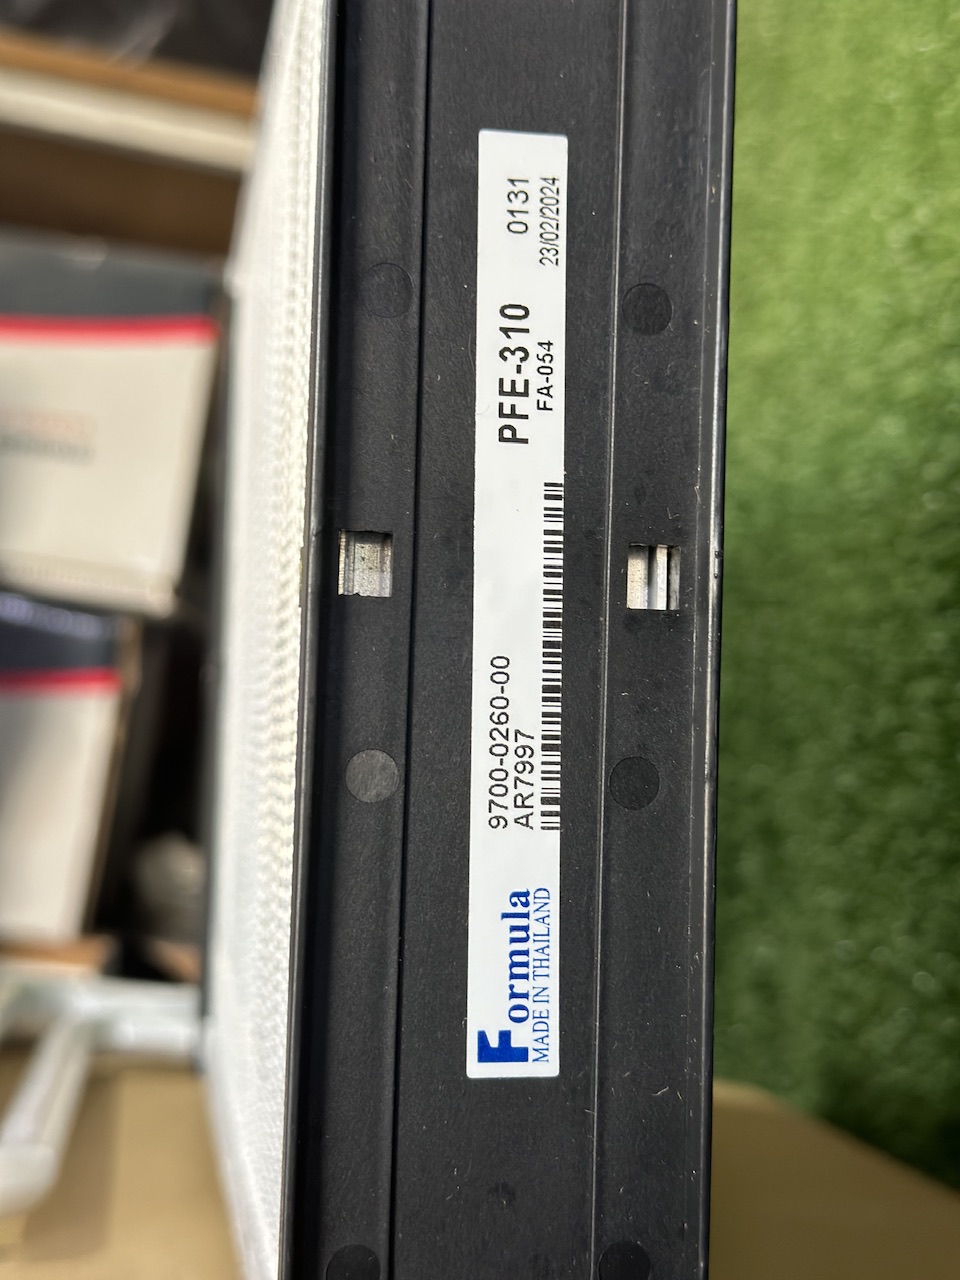 Formula
MADE IN THAILAND
9700-0260-00
AR7997
PFE-310
FA-054
0131
23/02/2024